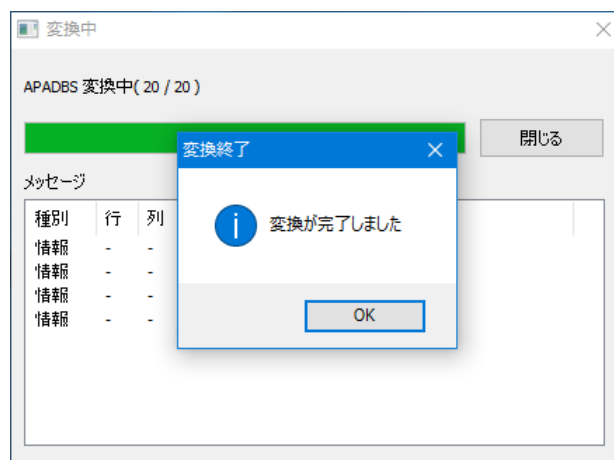 変換中
APADBS 変換中( 20 / 20 )
閉じる
変換終了
変換が完了しました
OK
メッセージ
種別 行 列
情報 - -
情報 - -
情報 - -
情報 - -